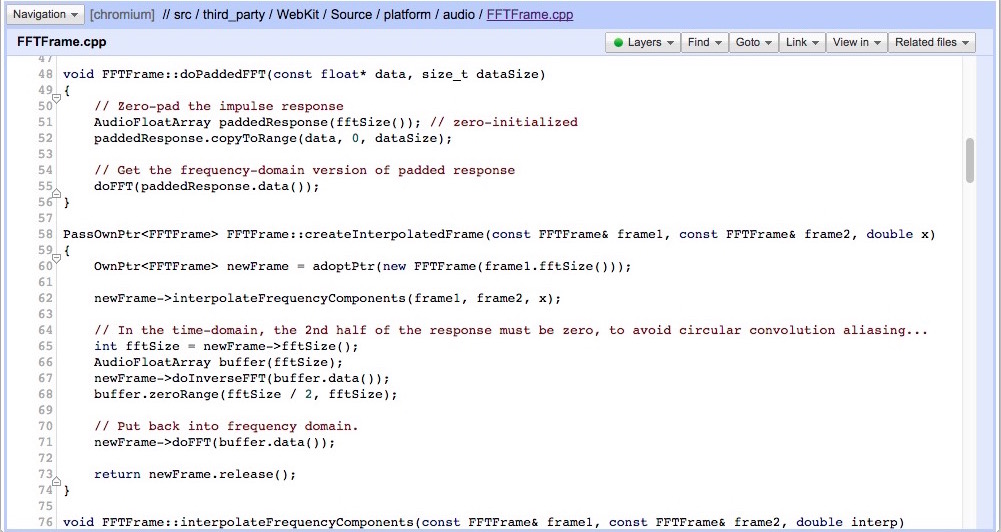 Navigation [chromium] // src / third_party / WebKit / Source / platform / audio / FFTFrame.cpp
FFTFrame.cpp Layers Find Goto Link View in Related files
47
48 void FFTFrame::doPaddedFFT(const float* data, size_t dataSize)
49 {
50     // Zero-pad the impulse response
51     AudioFloatArray paddedResponse(fftSize()); // zero-initialized
52     paddedResponse.copyToRange(data, 0, dataSize);
53
54     // Get the frequency-domain version of padded response
55     doFFT(paddedResponse.data());
56 }
57
58 PassOwnPtr<FFTFrame> FFTFrame::createInterpolatedFrame(const FFTFrame& frame1, const FFTFrame& frame2, double x)
59 {
60     OwnPtr<FFTFrame> newFrame = adoptPtr(new FFTFrame(frame1.fftSize()));
61
62     newFrame->interpolateFrequencyComponents(frame1, frame2, x);
63
64     // In the time-domain, the 2nd half of the response must be zero, to avoid circular convolution aliasing...
65     int fftSize = newFrame->fftSize();
66     AudioFloatArray buffer(fftSize);
67     newFrame->doInverseFFT(buffer.data());
68     buffer.zeroRange(fftSize / 2, fftSize);
69
70     // Put back into frequency domain.
71     newFrame->doFFT(buffer.data());
72
73     return newFrame.release();
74 }
75
76 void FFTFrame::interpolateFrequencyComponents(const FFTFrame& frame1, const FFTFrame& frame2, double interp)